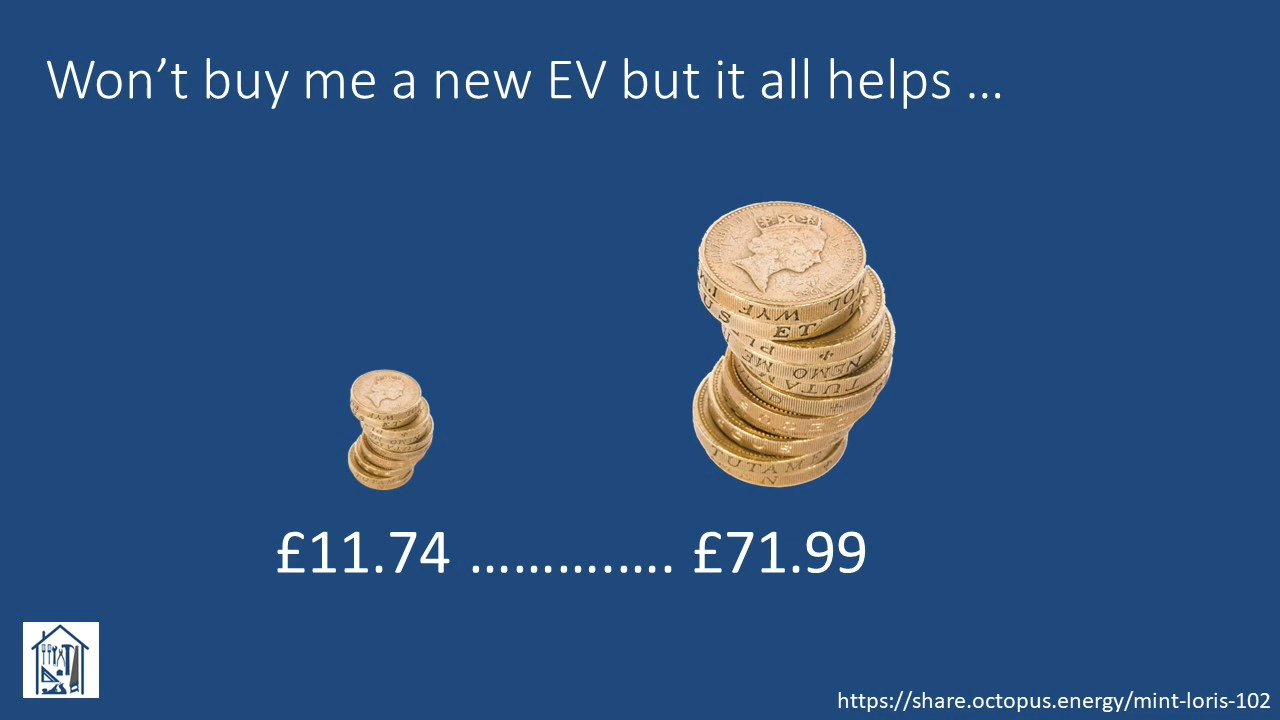 Won’t buy me a new EV but it all helps …
£11.74 ………….… £71.99
https://share.octopus.energy/mint-loris-102